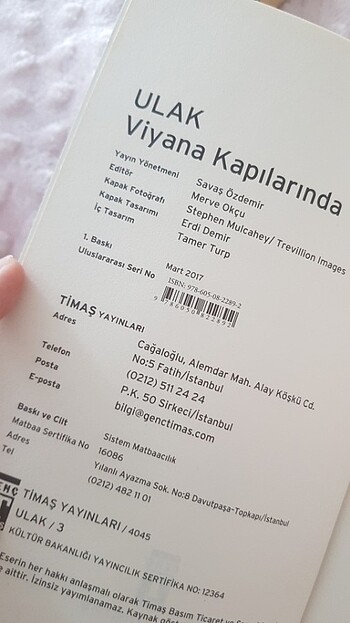 ULAK
Viyana Kapılarında
Yayın Yönetmeni Savaş Özdemir
Editör Merve Okçu
Kapak Fotoğrafı Stephen Mulcahey/ Trevillion Images
Kapak Tasarımı Erdi Demir
İç Tasarım Tamer Turp
1. Baskı Mart 2017
Uluslararası Seri No ISBN: 978-605-08-2289-2
9 786050 822892
TİMAŞ YAYINLARI
Adres Cağaloğlu, Alemdar Mah. Alay Köşkü Cd.
No:5 Fatih/İstanbul
Telefon (0212) 511 24 24
Posta P.K. 50 Sirkeci/İstanbul
E-posta bilgi@genctimas.com
Baskı ve Cilt Sistem Matbaacılık
Matbaa Sertifika No 16086
Adres Yılanlı Ayazma Sok. No:8 Davutpaşa-Topkapı/İstanbul
Tel (0212) 482 11 01
TİMAŞ YAYINLARI / 4045
ULAK / 3
KÜLTÜR BAKANLIĞI YAYINCILIK SERTİFİKA NO: 12364
Eserin her hakkı anlaşmalı olarak Timaş Basım Ticaret ve
aittir. İzinsiz yayımlanamaz. Kaynak